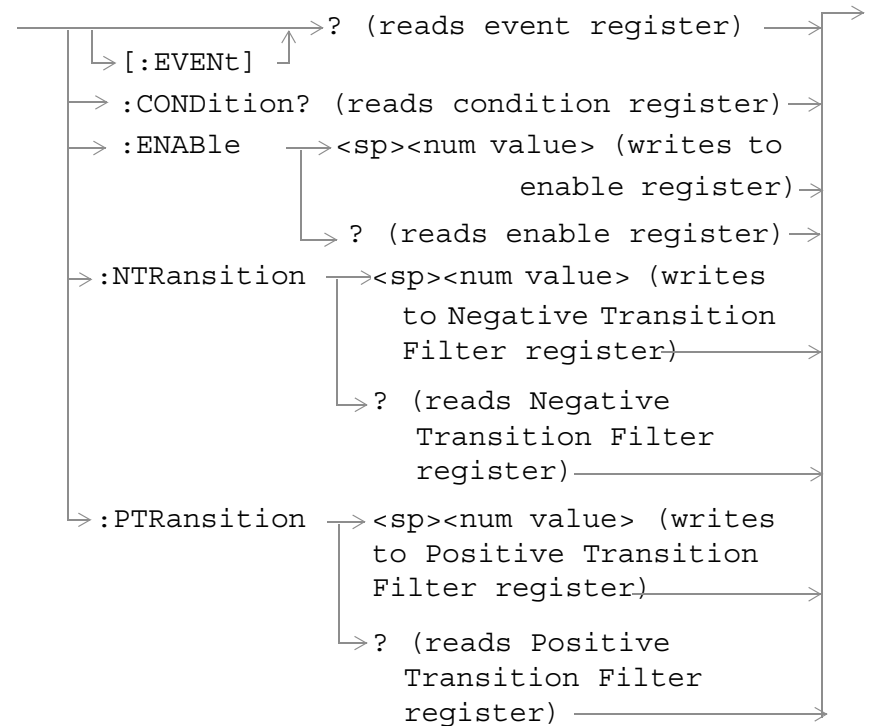 ? (reads event register)
[:EVENt]
:CONDition? (reads condition register)
:ENABle <sp><num value> (writes to
enable register)
? (reads enable register)
:NTRansition <sp><num value> (writes
to Negative Transition
Filter register)
? (reads Negative
Transition Filter
register)
:PTRansition <sp><num value> (writes
to Positive Transition
Filter register)
? (reads Positive
Transition Filter
register)